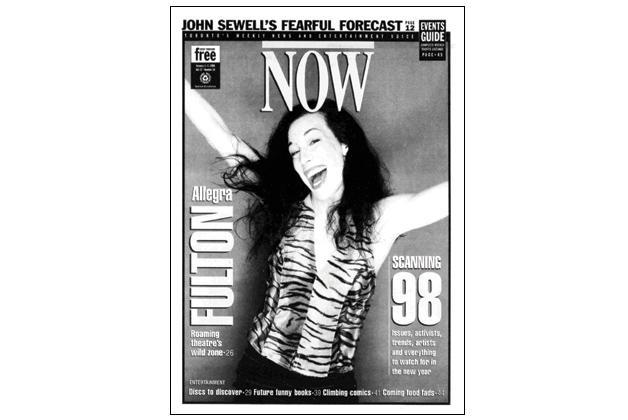 JOHN SEWELL'S FEARFUL FORECAST PAGE 12
EVENTS
GUIDE
PAGE-45
TORONTO'S WEEKLY NEWS AND ENTERTAINMENT VOICE
free
NOW
Allegra
FULTON
Roaming
theatre's
wild zone-26
SCANNING
98
Issues, activists,
trends, artists
and everything
to watch for in
the new year
ENTERTAINMENT
Discs to discover-29 Future funny books-39 Climbing comics-41 Coming food fads-44